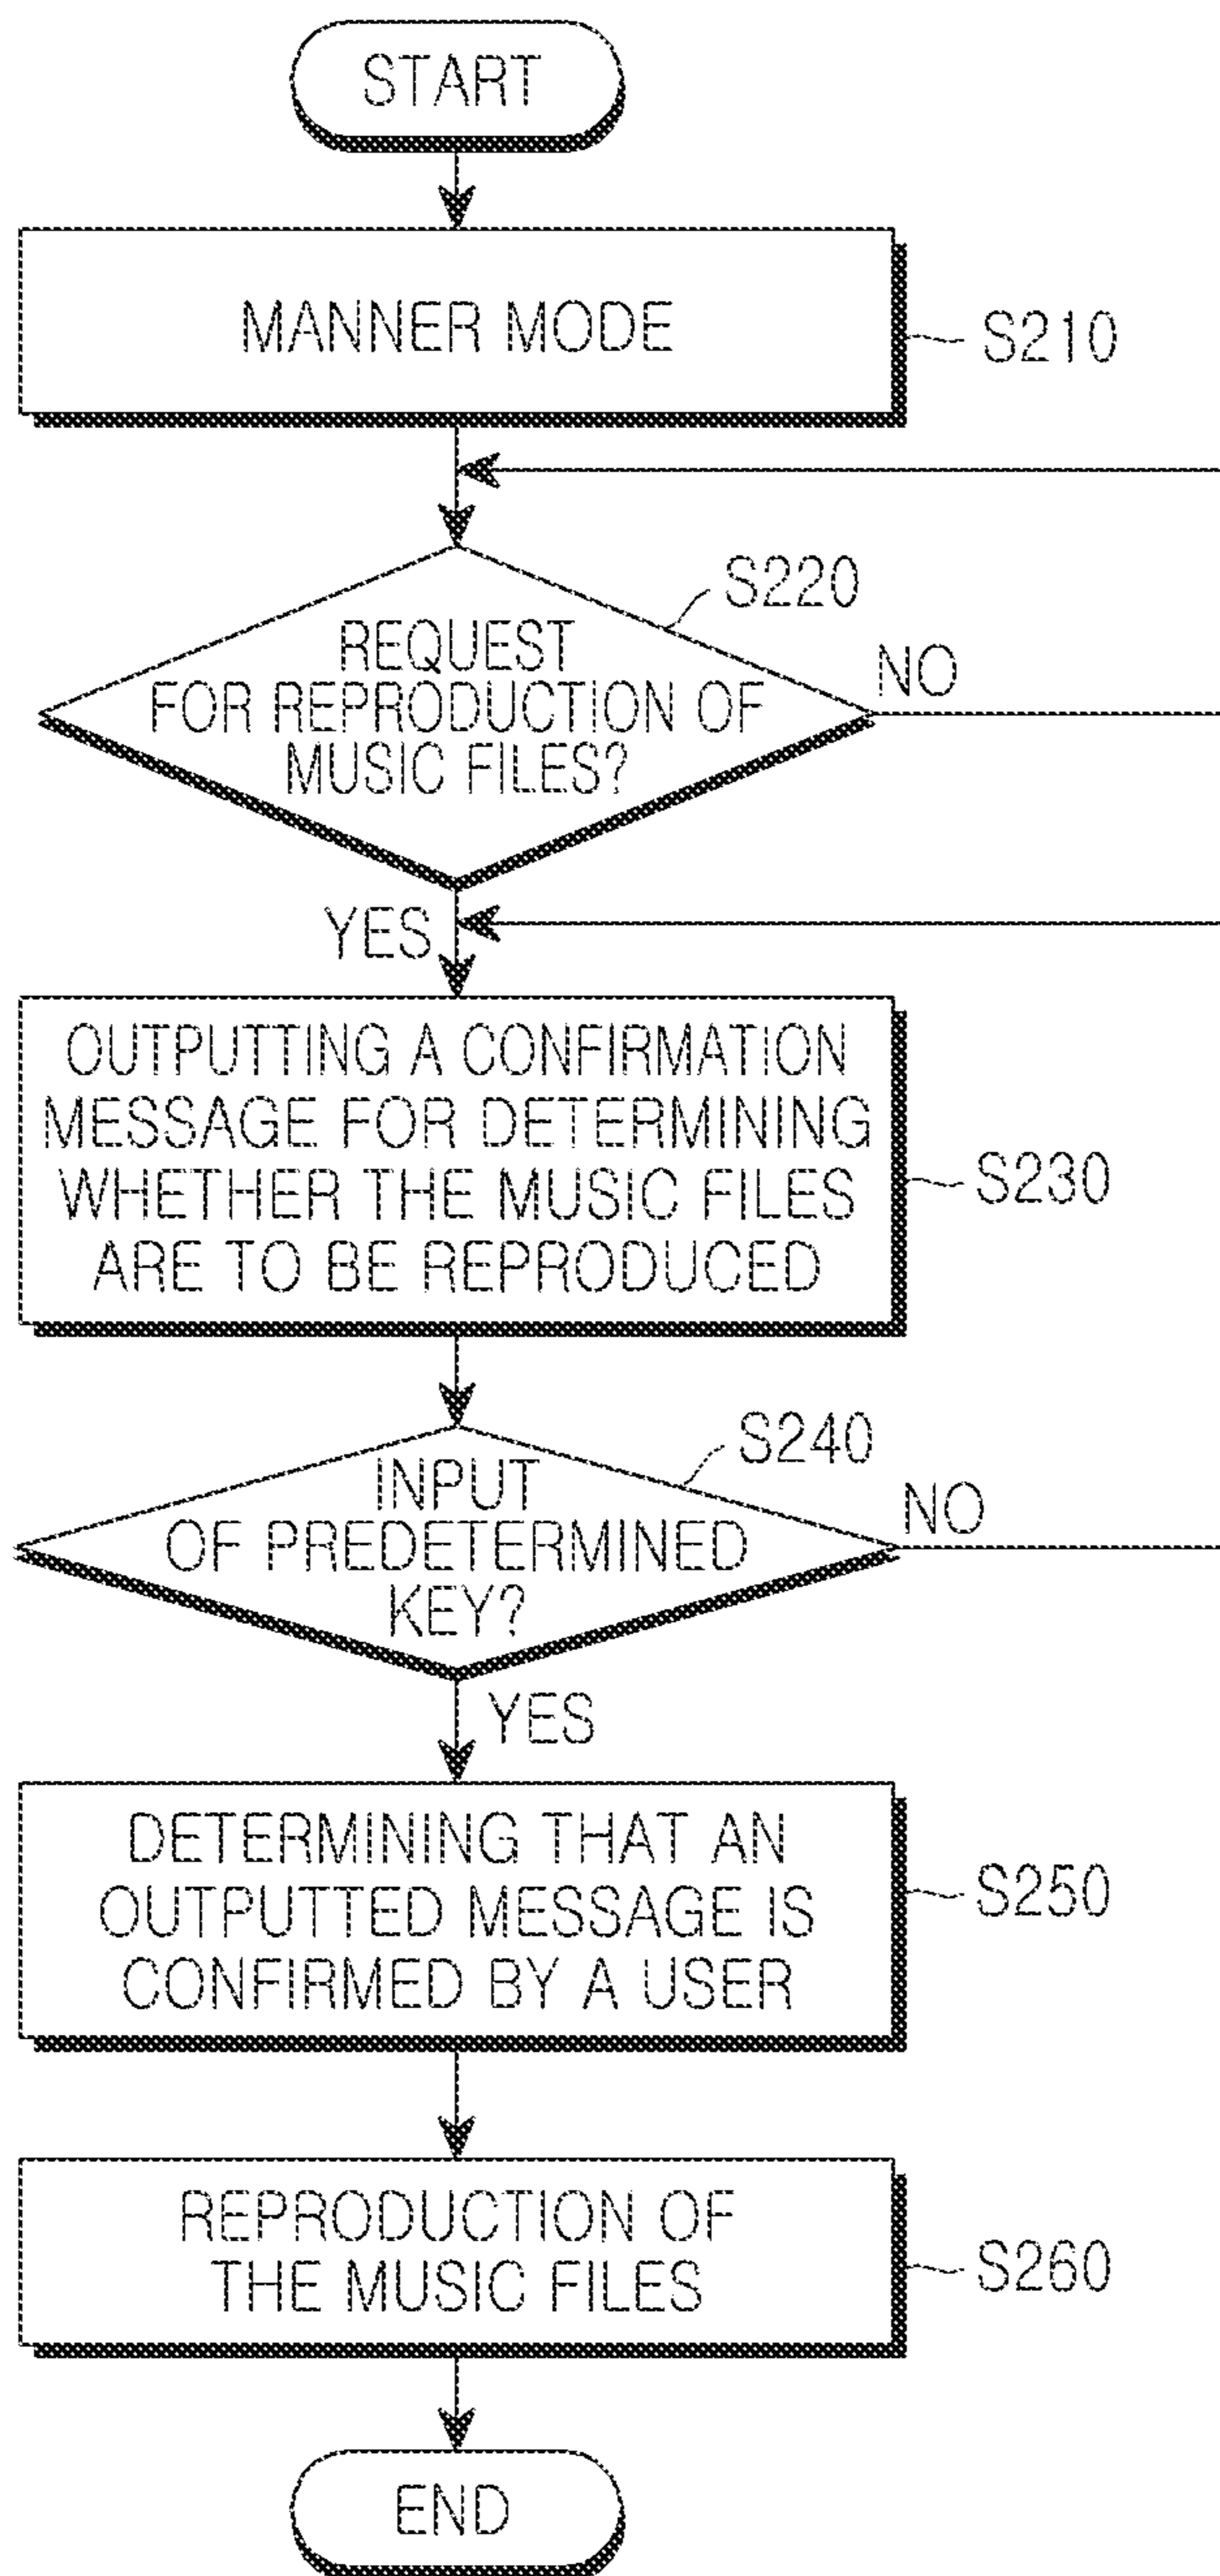 START
MANNER MODE
S210
S220
REQUEST
FOR REPRODUCTION OF
MUSIC FILES?
NO
YES
OUTPUTTING A CONFIRMATION
MESSAGE FOR DETERMINING
WHETHER THE MUSIC FILES
ARE TO BE REPRODUCED
S230
S240
INPUT
OF PREDETERMINED
KEY?
NO
YES
DETERMINING THAT AN
OUTPUTTED MESSAGE IS
CONFIRMED BY A USER
S250
REPRODUCTION OF
THE MUSIC FILES
S260
END